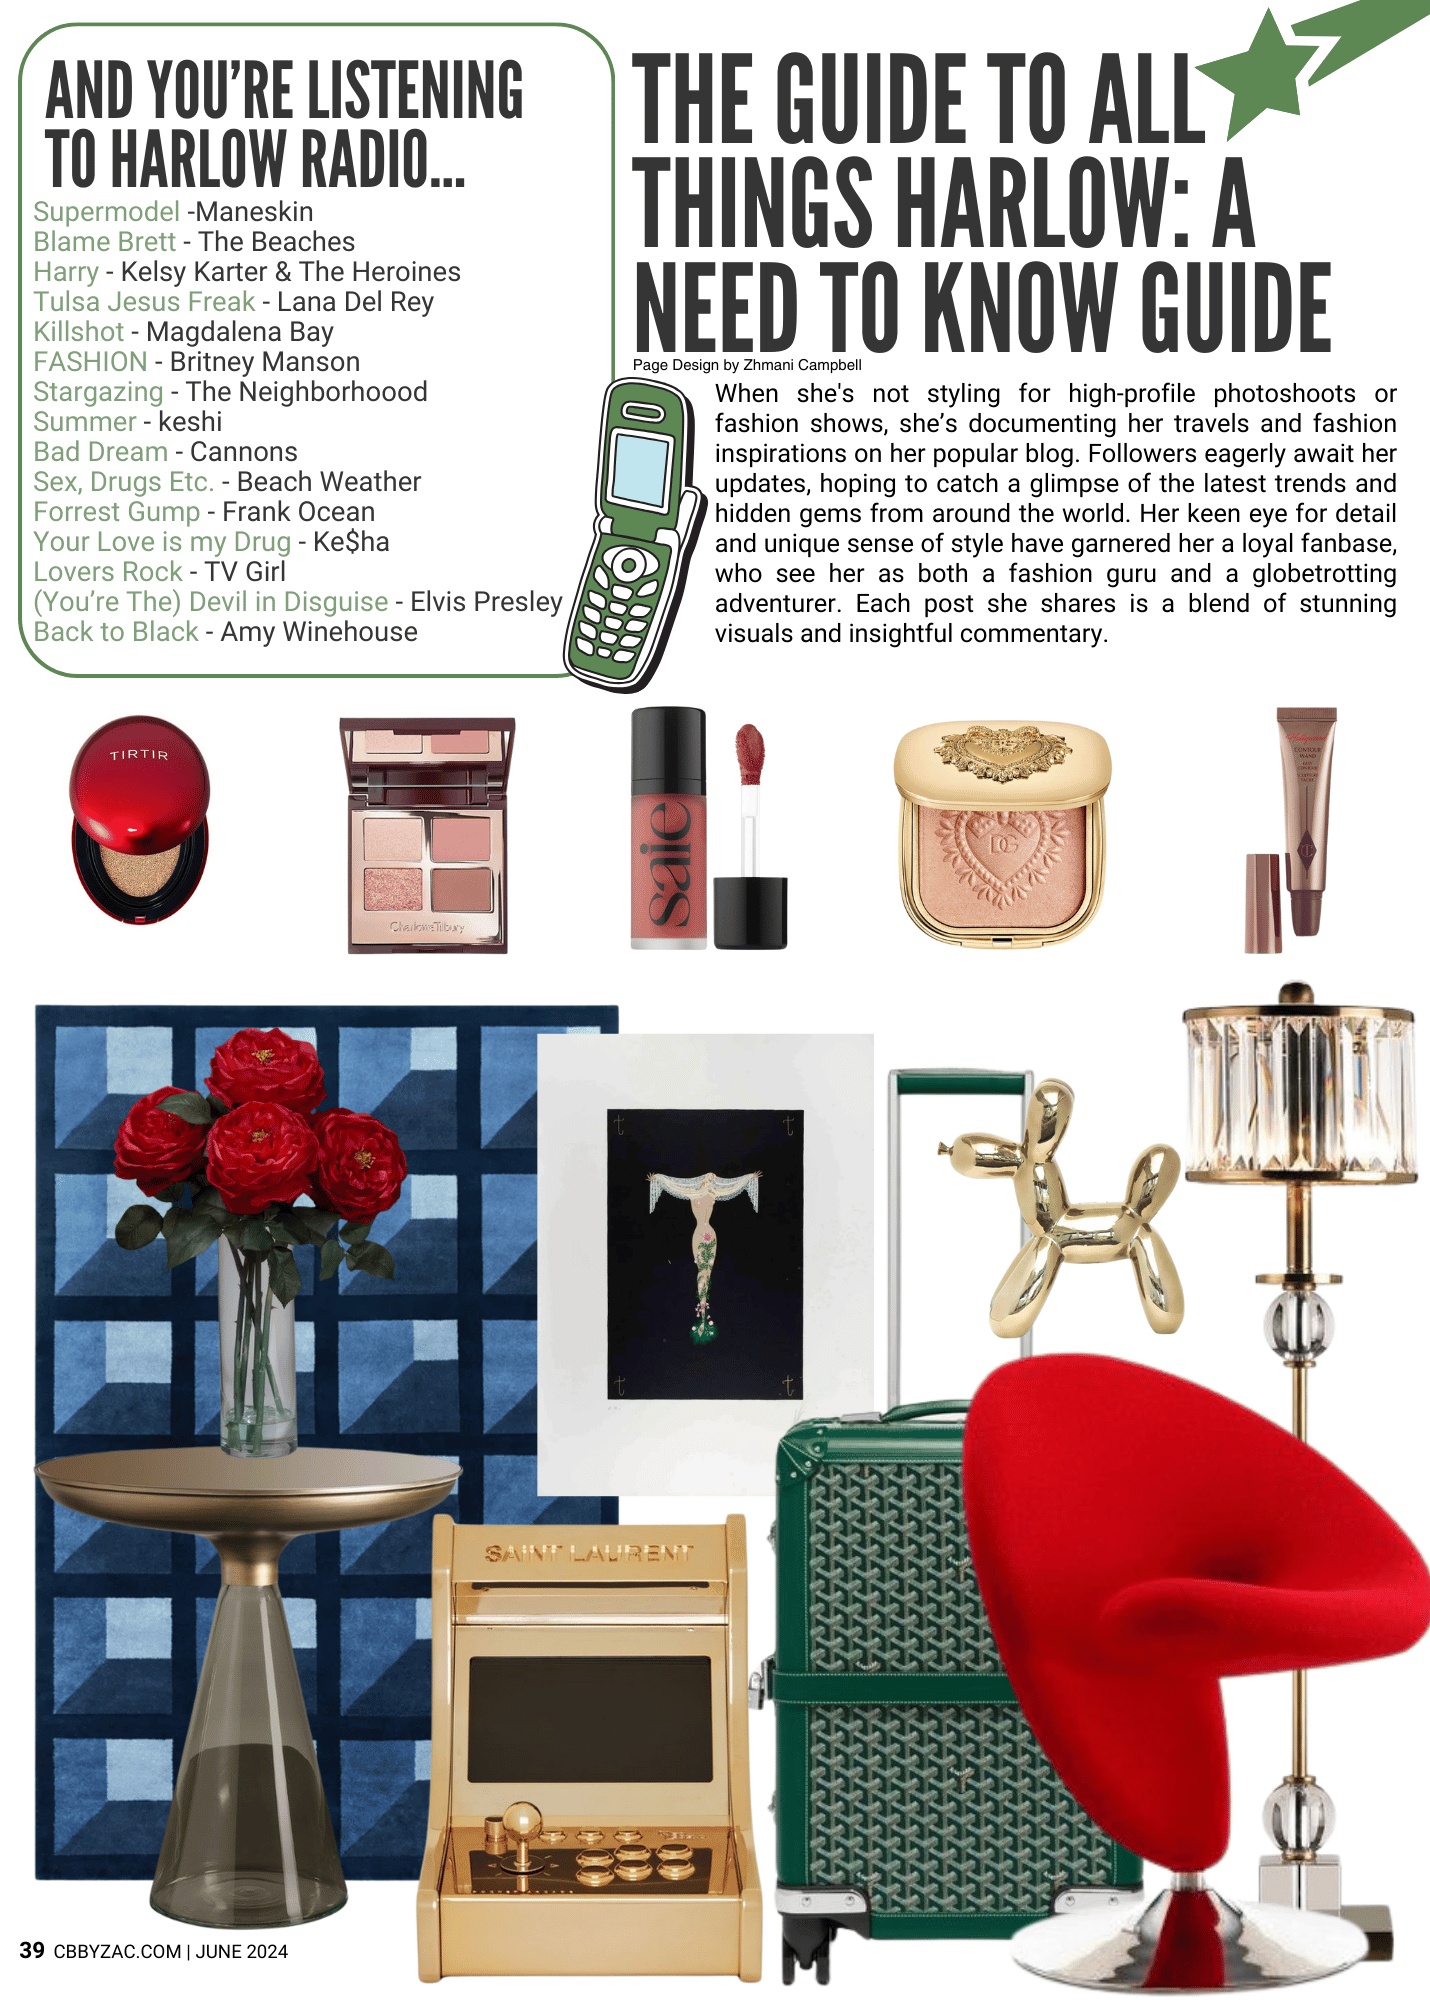 AND YOU'RE LISTENING
TO HARLOW RADIO...
Supermodel -Maneskin
Blame Brett - The Beaches
Harry - Kelsy Karter & The Heroines
Tulsa Jesus Freak - Lana Del Rey
Killshot - Magdalena Bay
FASHION - Britney Manson
Stargazing - The Neighborhoood
Summer - keshi
Bad Dream - Cannons
Sex, Drugs Etc. - Beach Weather
Forrest Gump - Frank Ocean
Your Love is my Drug - Ke$ha
Lovers Rock - TV Girl
(You're The) Devil in Disguise - Elvis Presley
Back to Black - Amy Winehouse
THE GUIDE TO ALL
THINGS HARLOW: A
NEED TO KNOW GUIDE
Page Design by Zhmani Campbell
When she's not styling for high-profile photoshoots or
fashion shows, she’s documenting her travels and fashion
inspirations on her popular blog. Followers eagerly await her
updates, hoping to catch a glimpse of the latest trends and
hidden gems from around the world. Her keen eye for detail
and unique sense of style have garnered her a loyal fanbase,
who see her as both a fashion guru and a globetrotting
adventurer. Each post she shares is a blend of stunning
visuals and insightful commentary.
TIRTIR
Charlotte Tilbury
saie
DG
CONTOUR
WAND
t t
t t
SAINT LAURENT
39 CBBYZAC.COM | JUNE 2024